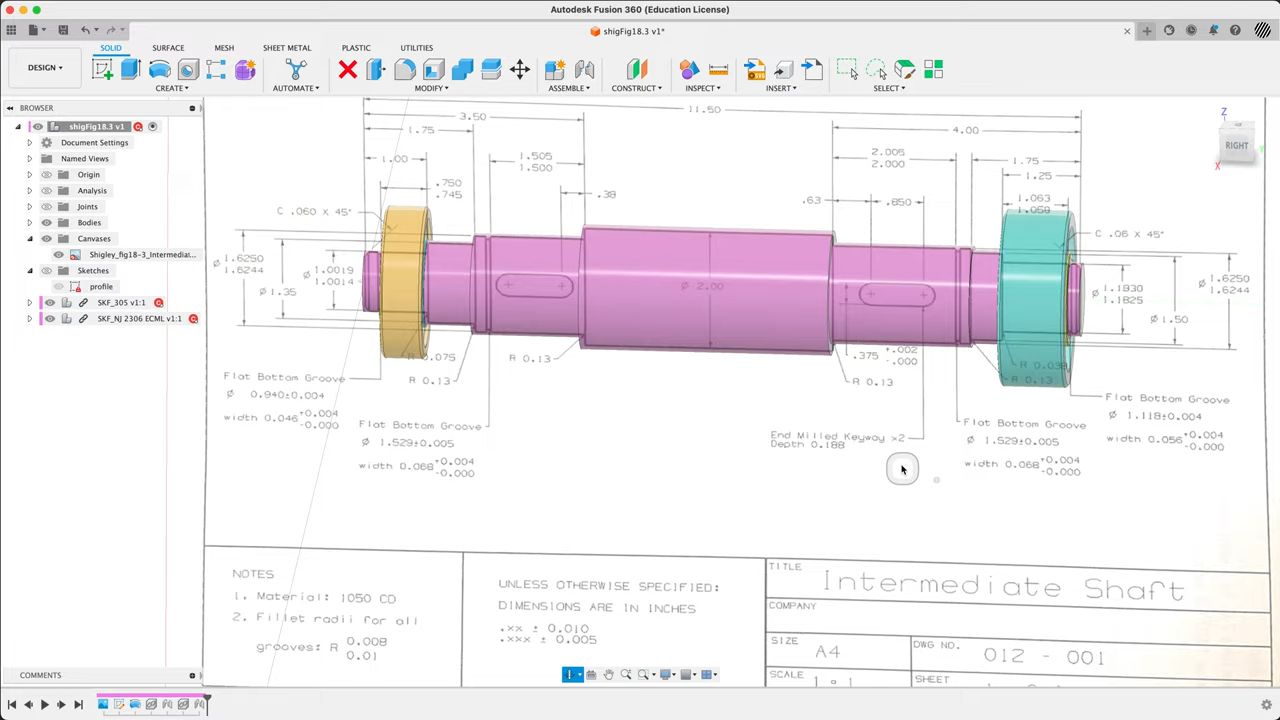 Autodesk Fusion 360 (Education License)
shigFig18.3 v1*
DESIGN
SOLID SURFACE MESH SHEET METAL PLASTIC UTILITIES
CREATE AUTOMATE MODIFY ASSEMBLE CONSTRUCT INSPECT INSERT SELECT
BROWSER
shigFig18.3 v1
Document Settings
Named Views
Origin
Analysis
Joints
Bodies
Canvases
Shigley_fig18-3_Intermedia...
Sketches
profile
SKF_305 v1:1
SKF_NJ 2306 ECML v1:1
COMMENTS
Z
RIGHT
X
11.50
3.50
4.00
1.75
2.005
2.000
1.75
1.505
1.500
1.00
1.25
.750
.745
.38
.63
.850
1.063
1.058
C .060 x 45°
C .06 x 45°
Ø 1.6250
1.6244
Ø 1.35
Ø 1.0019
1.0014
Ø 2.00
Ø 1.1830
1.1825
Ø 1.50
Ø 1.6250
1.6244
R 0.075
R 0.13
R 0.13
.375 +.002
-.000
R 0.13
R 0.038
R 0.13
Flat Bottom Groove
Ø 0.940±0.004
width 0.046 +0.004
-0.000
Flat Bottom Groove
Ø 1.529±0.005
width 0.068 +0.004
-0.000
End Milled Keyway x2
Depth 0.188
Flat Bottom Groove
Ø 1.529±0.005
width 0.068 +0.004
-0.000
Flat Bottom Groove
Ø 1.118±0.004
width 0.056 +0.004
-0.000
NOTES
1. Material: 1050 CD
2. Fillet radii for all
grooves: R 0.008
0.01
UNLESS OTHERWISE SPECIFIED:
DIMENSIONS ARE IN INCHES
.xx ± 0.010
.xxx ± 0.005
TITLE
Intermediate Shaft
COMPANY
SIZE
A4
DWG NO.
012 - 001
SCALE
SHEET